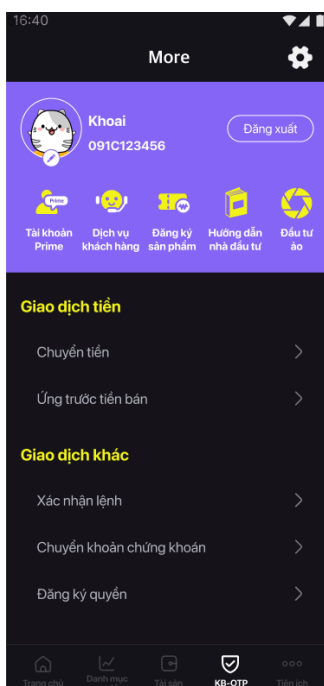 16:40
More
Khoai
091C123456
Đăng xuất
Prime
Tài khoản
Prime
Dịch vụ
khách hàng
Đăng ký
sản phẩm
Hướng dẫn
nhà đầu tư
Đầu tư
ảo
Giao dịch tiền
Chuyển tiền
Ứng trước tiền bán
Giao dịch khác
Xác nhận lệnh
Chuyển khoản chứng khoán
Đăng ký quyền
Trang chủ
Danh mục
Tài sản
KB-OTP
Tiện ích